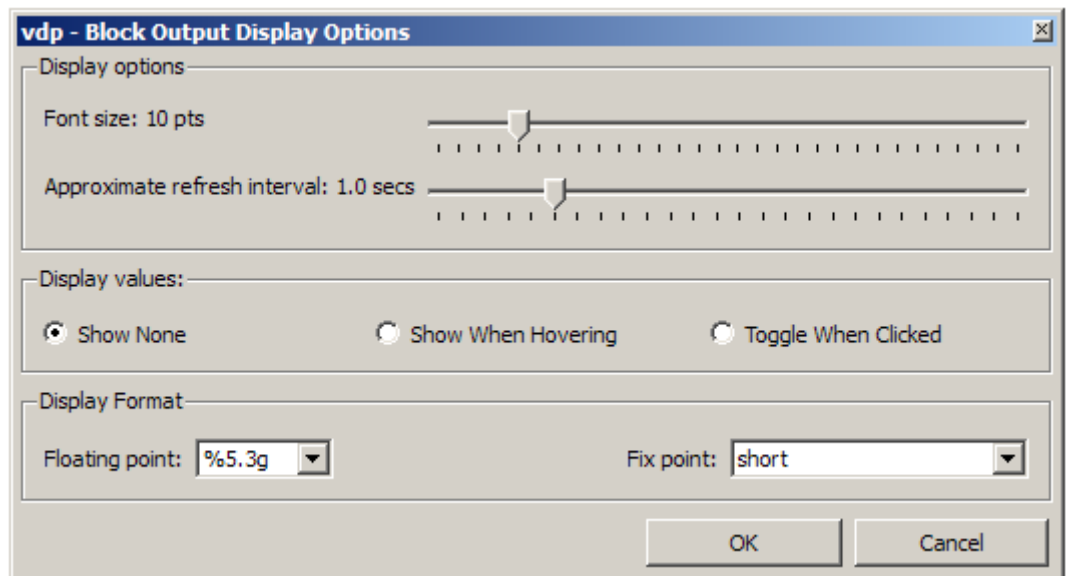 vdp - Block Output Display Options
Display options
Font size: 10 pts
Approximate refresh interval: 1.0 secs
Display values:
Show None
Show When Hovering
Toggle When Clicked
Display Format
Floating point: %5.3g
Fix point: short
OK
Cancel